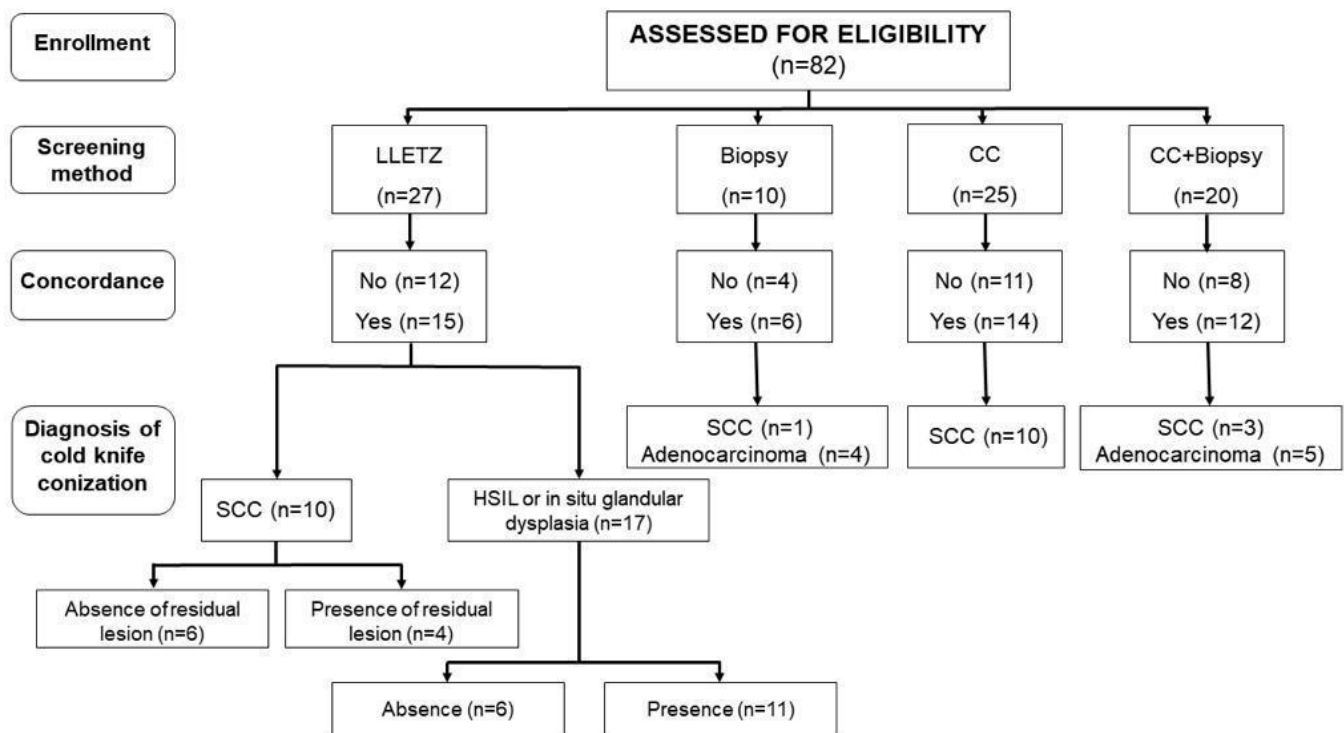 Enrollment
ASSESSED FOR ELIGIBILITY
(n=82)
Screening
method
LLETZ
(n=27)
Biopsy
(n=10)
CC
(n=25)
CC+Biopsy
(n=20)
Concordance
No (n=12)
Yes (n=15)
No (n=4)
Yes (n=6)
No (n=11)
Yes (n=14)
No (n=8)
Yes (n=12)
Diagnosis of
cold knife
conization
SCC (n=1)
Adenocarcinoma (n=4)
SCC (n=10)
SCC (n=3)
Adenocarcinoma (n=5)
SCC (n=10)
HSIL or in situ glandular
dysplasia (n=17)
Absence of residual
lesion (n=6)
Presence of residual
lesion (n=4)
Absence (n=6)
Presence (n=11)